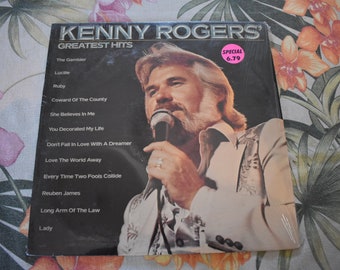 KENNY ROGERS
GREATEST HITS
SPECIAL
6.79
The Gambler
Lucille
Ruby
Coward Of The County
She Believes In Me
You Decorated My Life
Don't Fall In Love With A Dreamer
Love The World Away
Every Time Two Fools Collide
Reuben James
Long Arm Of The Law
Lady